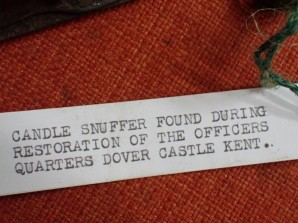 CANDLE SNUFFER FOUND DURING
RESTORATION OF THE OFFICERS
QUARTERS DOVER CASTLE KENT.